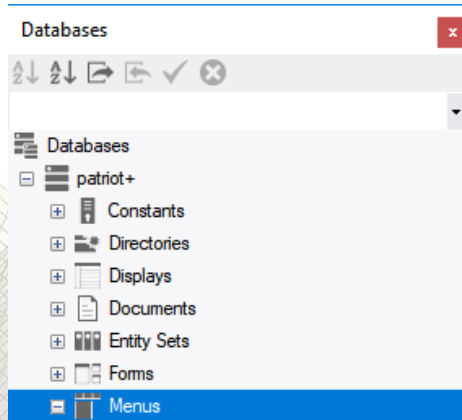 Databases
x
Databases
patriot+
Constants
Directories
Displays
Documents
Entity Sets
Forms
Menus